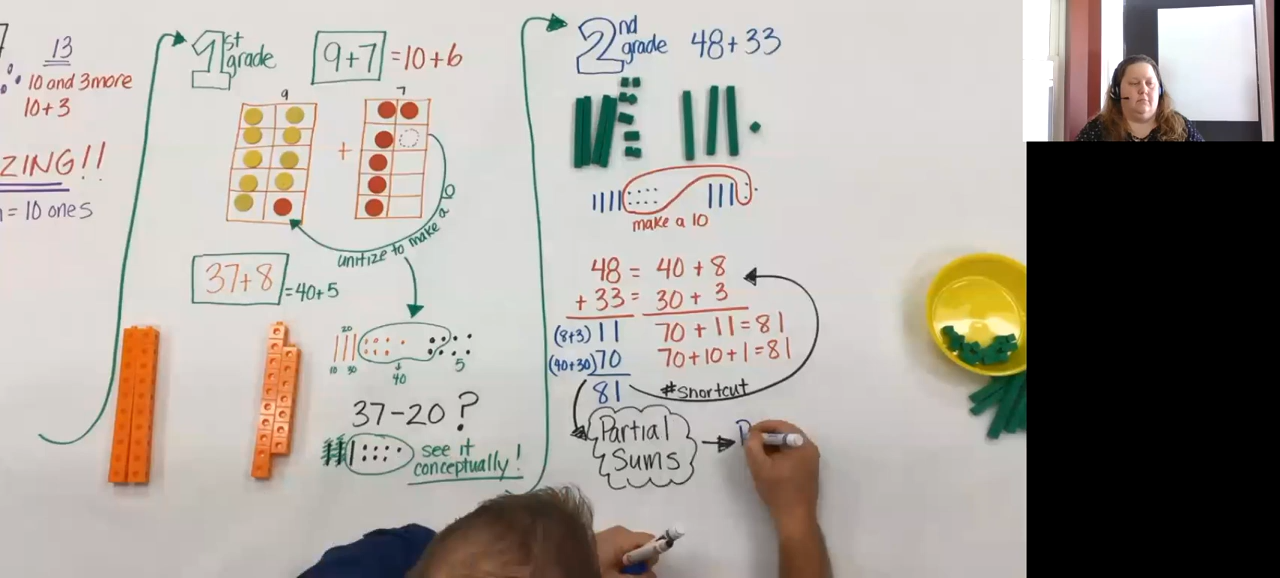 13
10 and 3 more
10+3
ZING!!
= 10 ones
1st grade
9+7 = 10+6
9
7
+
unitize to make a 10
37+8 = 40+5
20
10 30
40
5
37-20?
see it
conceptually!
2nd grade 48+33
make a 10
48 = 40 + 8
+ 33 = 30 + 3
(8+3) 11 70 + 11 = 81
(40+30) 70 70+10+1=81
81 #shortcut
Partial
Sums